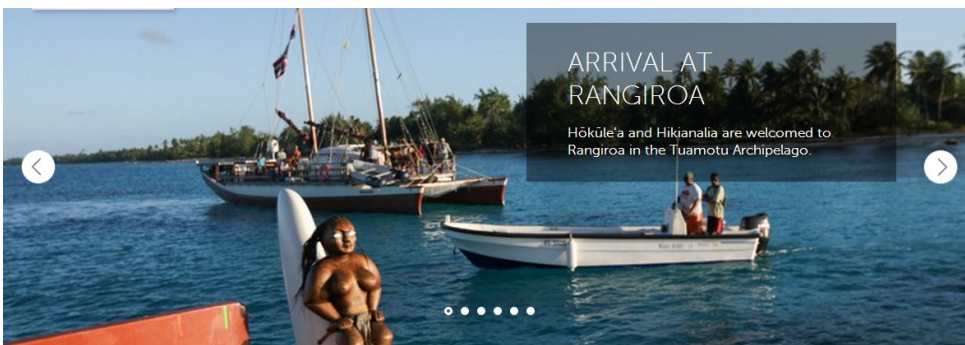 ARRIVAL AT
RANGIROA
Hōkūle'a and Hikianalia are welcomed to
Rangiroa in the Tuamotu Archipelago.